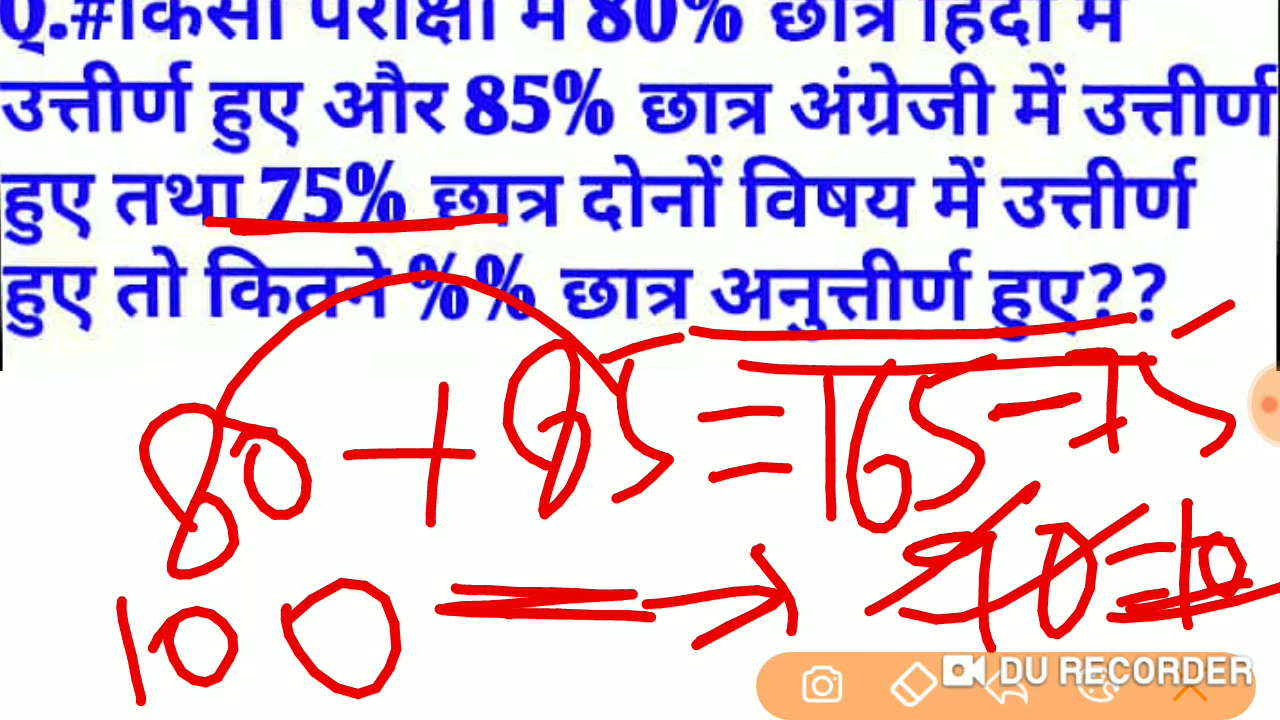 Q.#किसी परीक्षा में 80% छात्र हिंदी में
उत्तीर्ण हुए और 85% छात्र अंग्रेजी में उत्तीर्ण
हुए तथा 75% छात्र दोनों विषय में उत्तीर्ण
हुए तो कितने %% छात्र अनुत्तीर्ण हुए??
80+85=165-75
100 → 90=10
DU RECORDER